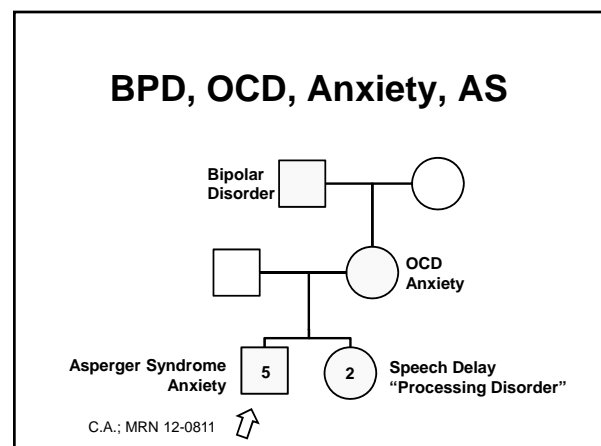 BPD, OCD, Anxiety, AS
Bipolar
Disorder
OCD
Anxiety
Asperger Syndrome
Anxiety
5
2
Speech Delay
“Processing Disorder”
C.A.; MRN 12-0811